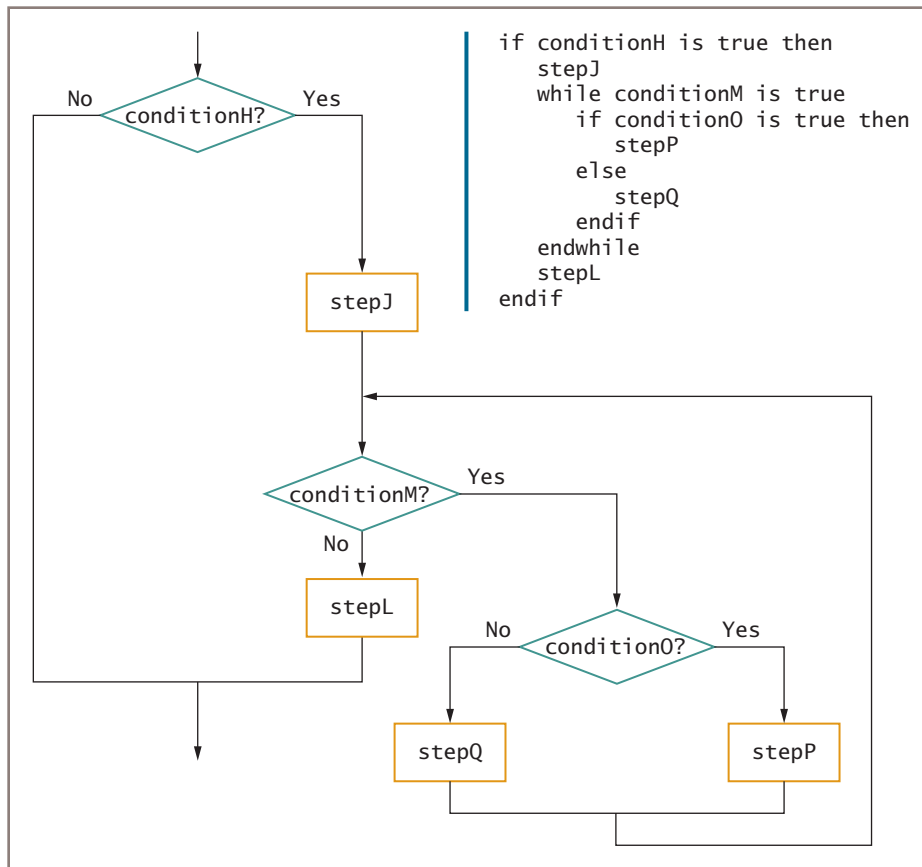 if conditionH is true then
stepJ
while conditionM is true
if conditionO is true then
stepP
else
stepQ
endif
endwhile
stepL
endif
No
Yes
conditionH?
stepJ
conditionM?
Yes
No
stepL
No
Yes
conditionO?
stepQ
stepP